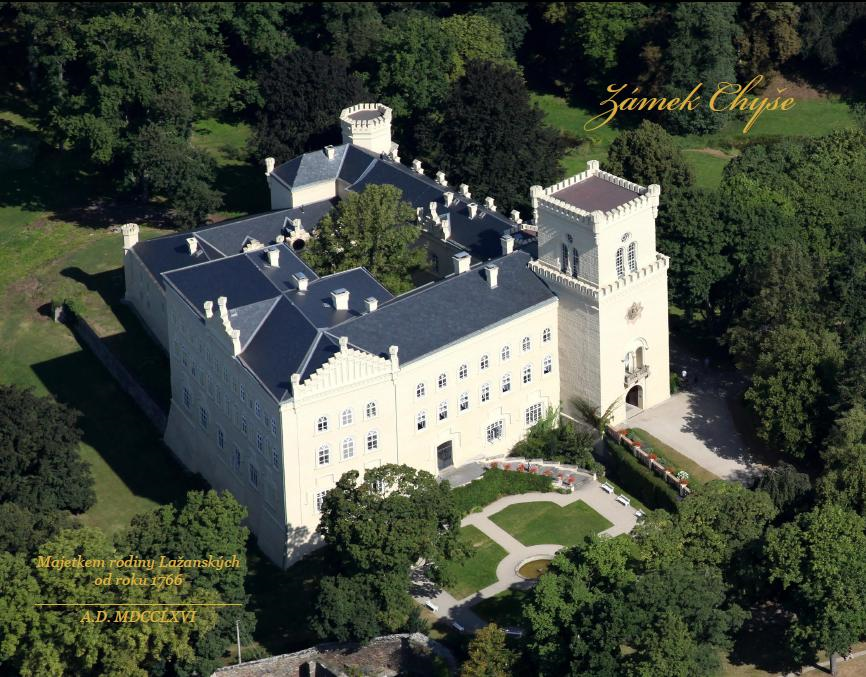 Zámek Chyše
Majetkem rodiny Lažanských
od roku 1766
A.D. MDCCLXVI